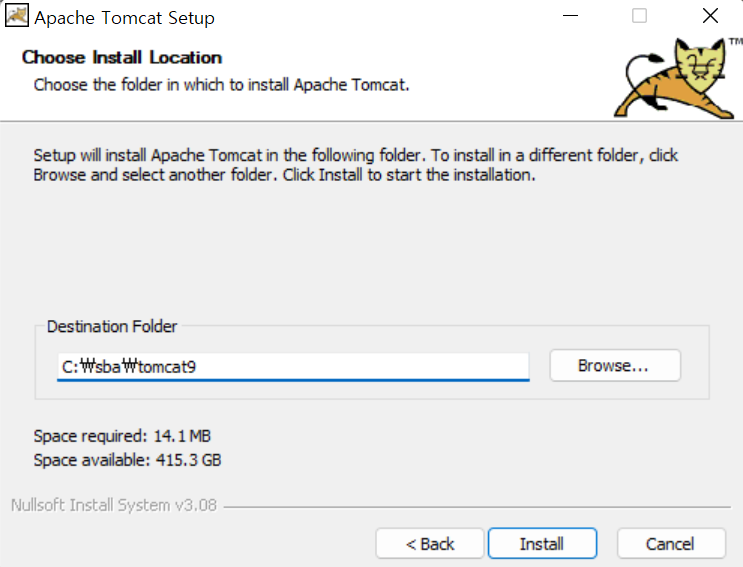 Apache Tomcat Setup
Choose Install Location
Choose the folder in which to install Apache Tomcat.
TM
Setup will install Apache Tomcat in the following folder. To install in a different folder, click
Browse and select another folder. Click Install to start the installation.
Destination Folder
C:₩sba₩tomcat9
Browse...
Space required: 14.1 MB
Space available: 415.3 GB
Nullsoft Install System v3.08
< Back
Install
Cancel